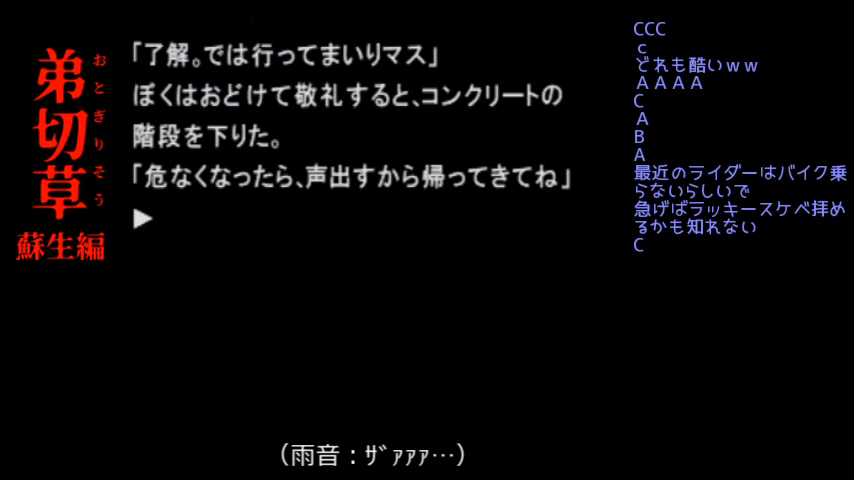 弟切草
おとぎりそう
蘇生編
「了解。では行ってまいりマス」
ぼくはおどけて敬礼すると、コンクリートの
階段を下りた。
「危なくなったら、声出すから帰ってきてね」
▶
CCC
c
どれも酷いｗｗ
ＡＡＡＡ
C
A
B
A
最近のライダーはバイク乗
らないらしいで
急げばラッキースケベ拝め
るかも知れない
C
（雨音：ｻﾞｧｧｧ…）